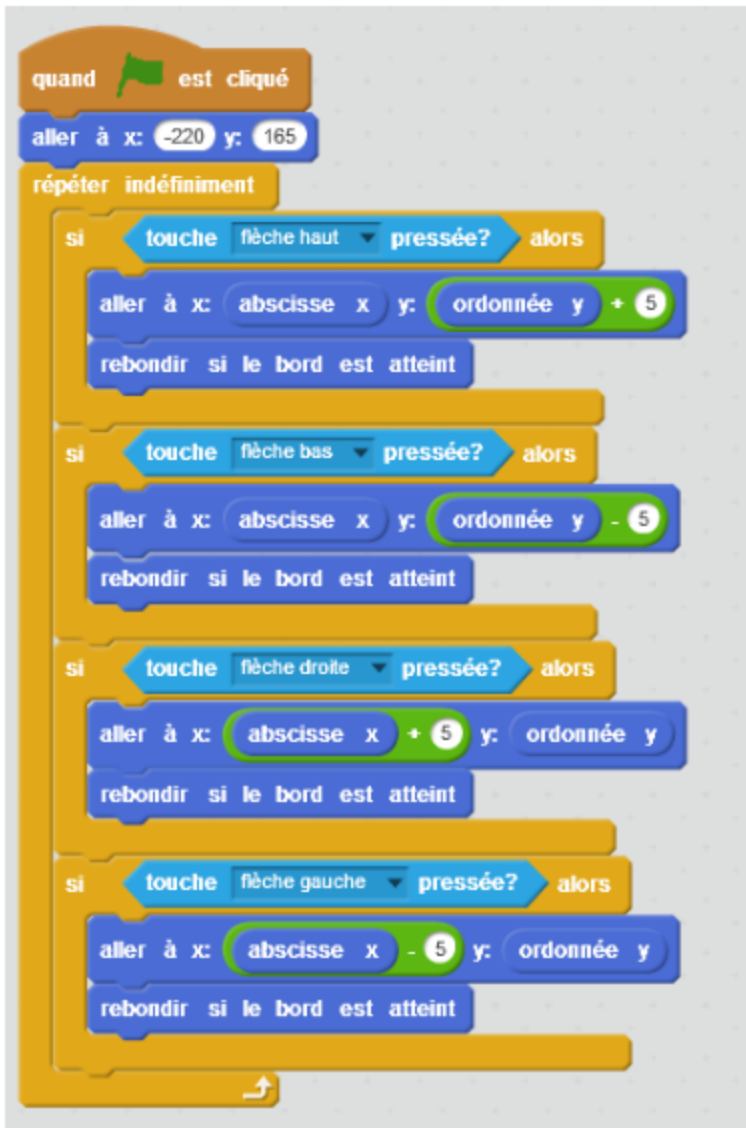 quand est cliqué
aller à x: -220 y: 165
répéter indéfiniment
si touche flèche haut pressée? alors
aller à x: abscisse x y: ordonnée y + 5
rebondir si le bord est atteint
si touche flèche bas pressée? alors
aller à x: abscisse x y: ordonnée y - 5
rebondir si le bord est atteint
si touche flèche droite pressée? alors
aller à x: abscisse x + 5 y: ordonnée y
rebondir si le bord est atteint
si touche flèche gauche pressée? alors
aller à x: abscisse x - 5 y: ordonnée y
rebondir si le bord est atteint